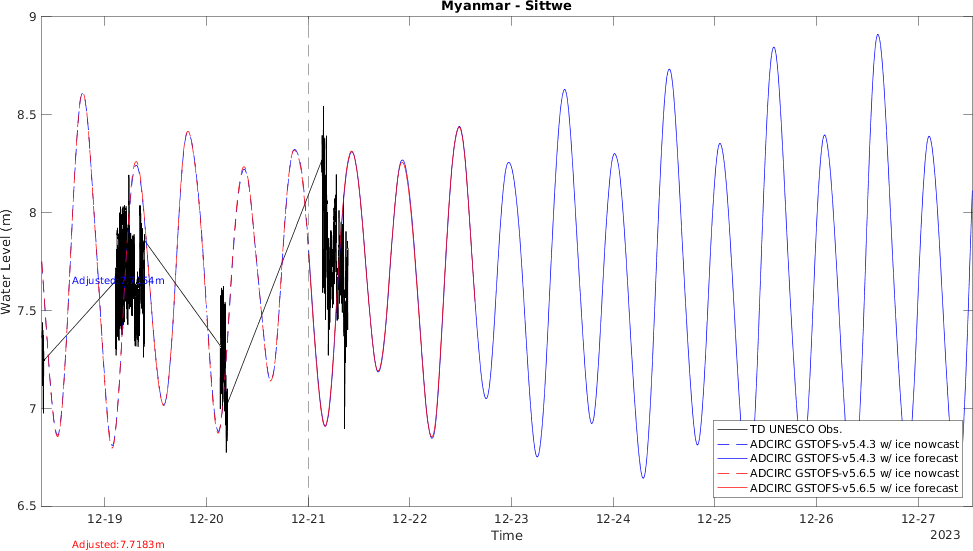 Myanmar - Sittwe
9
8.5
8
7.5
7
6.5
Water Level (m)
Adjusted:
TD UNESCO Obs.
ADCIRC GSTOFS-v5.4.3 w/ ice nowcast
ADCIRC GSTOFS-v5.4.3 w/ ice forecast
ADCIRC GSTOFS-v5.6.5 w/ ice nowcast
ADCIRC GSTOFS-v5.6.5 w/ ice forecast
12-19
12-20
12-21
12-22
12-23
12-24
12-25
12-26
12-27
Time
2023
Adjusted:7.7183m